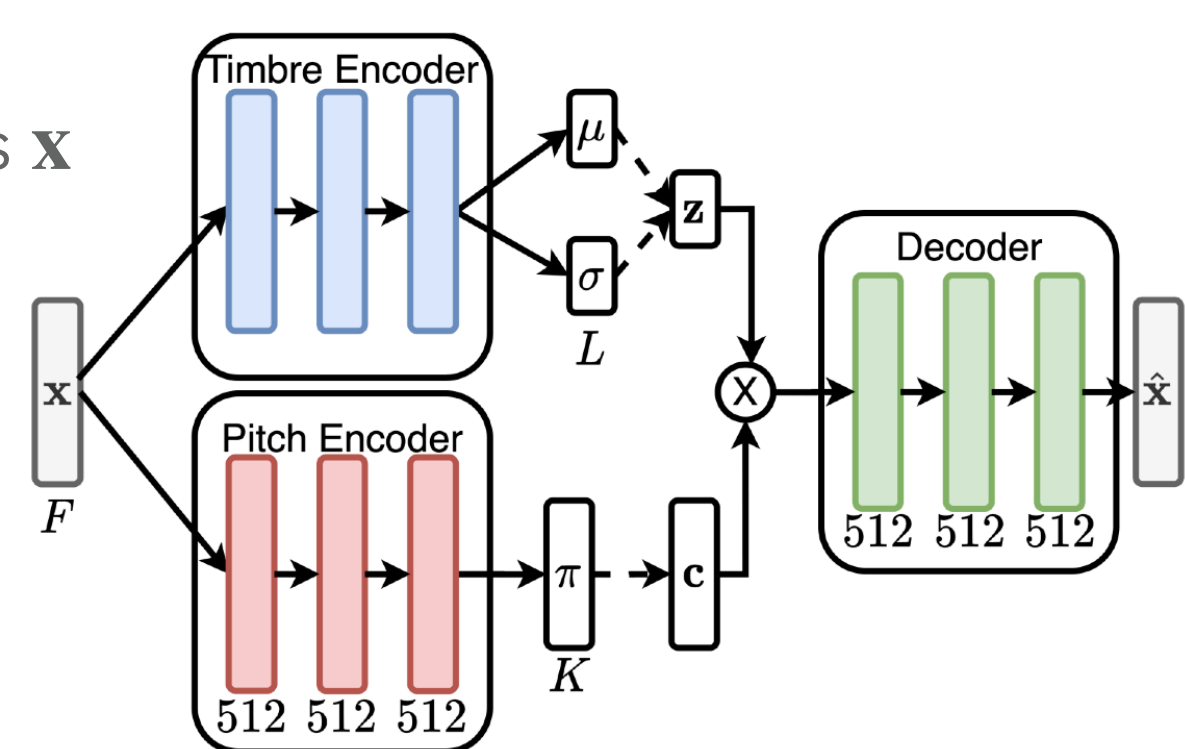 s x
Timbre Encoder
μ
z
σ
L
Decoder
x
F
Pitch Encoder
X
x̂
512 512 512
π
c
K
512 512 512